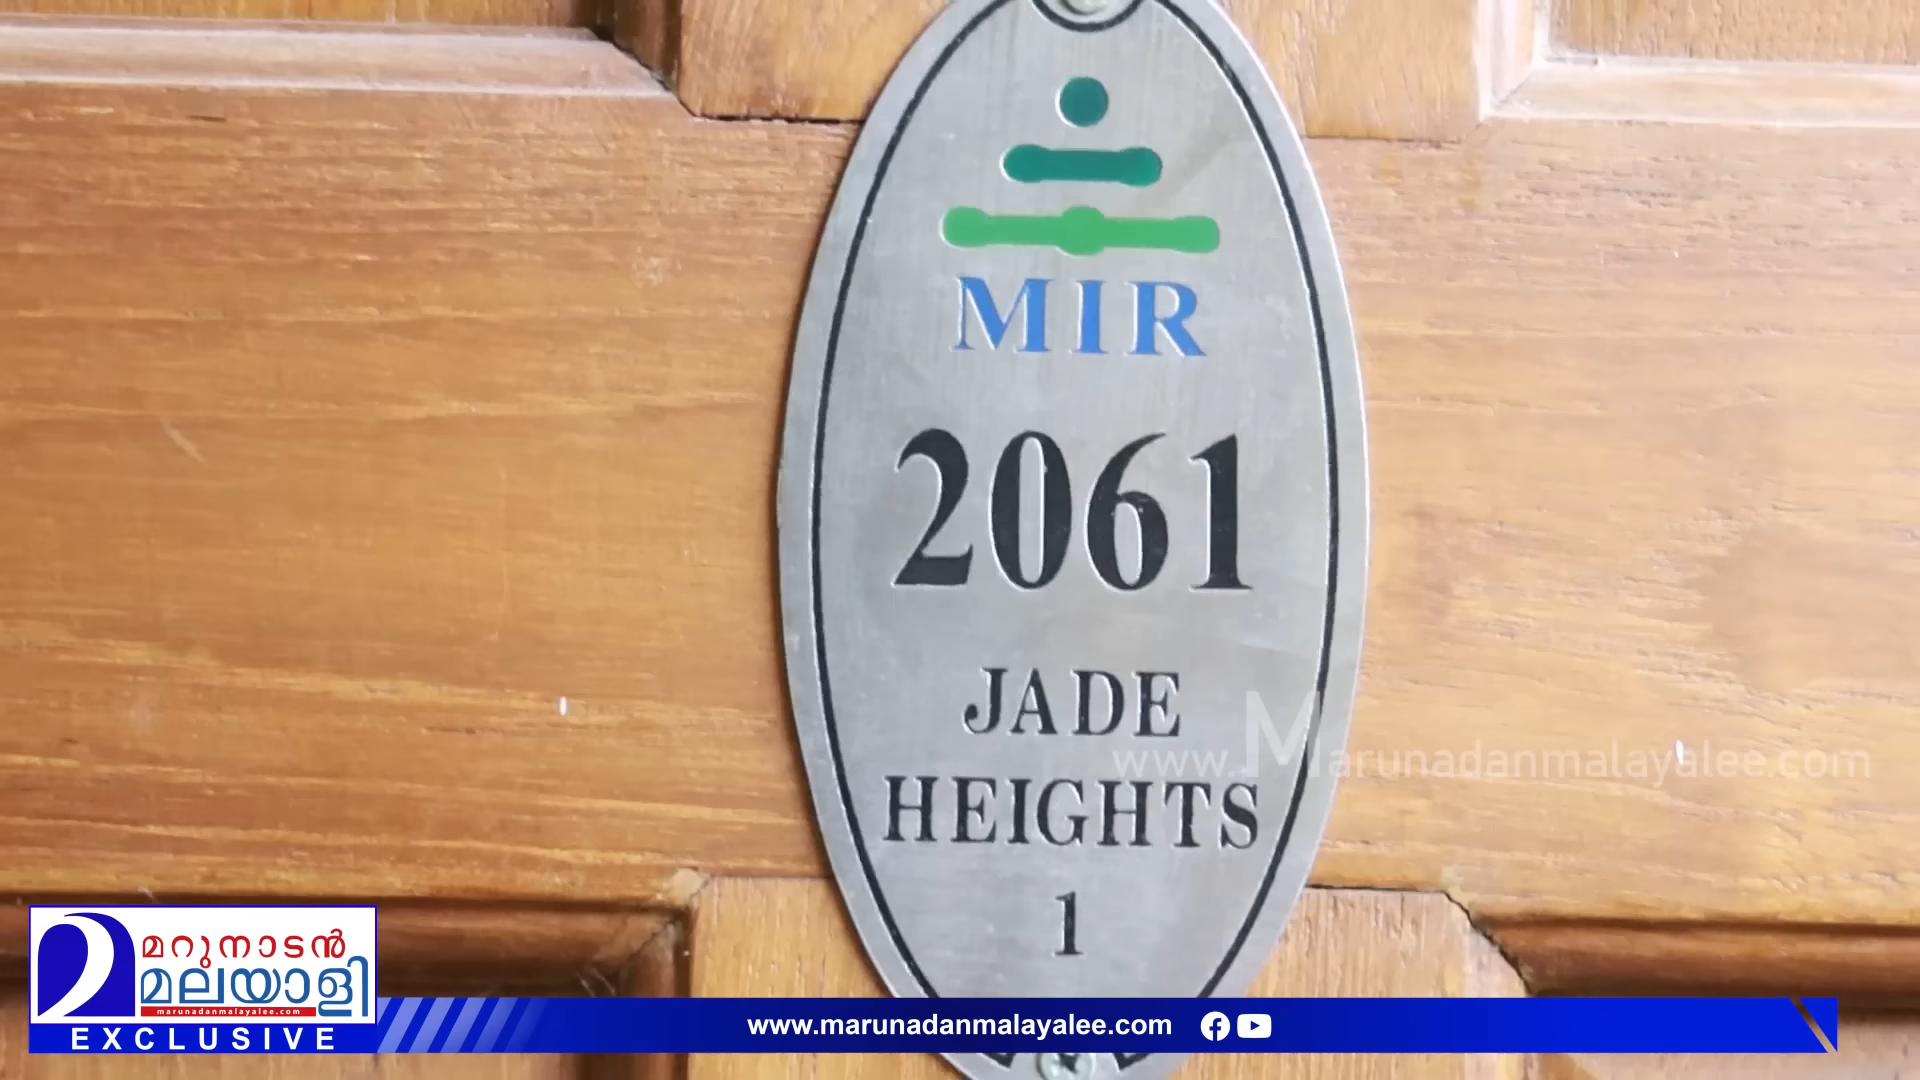 MIR
2061
JADE
HEIGHTS
1
www.Marunadanmalayalee.com
മറുനാടൻ
മലയാളി
marunadanmalayalee.com
EXCLUSIVE
www.marunadanmalayalee.com